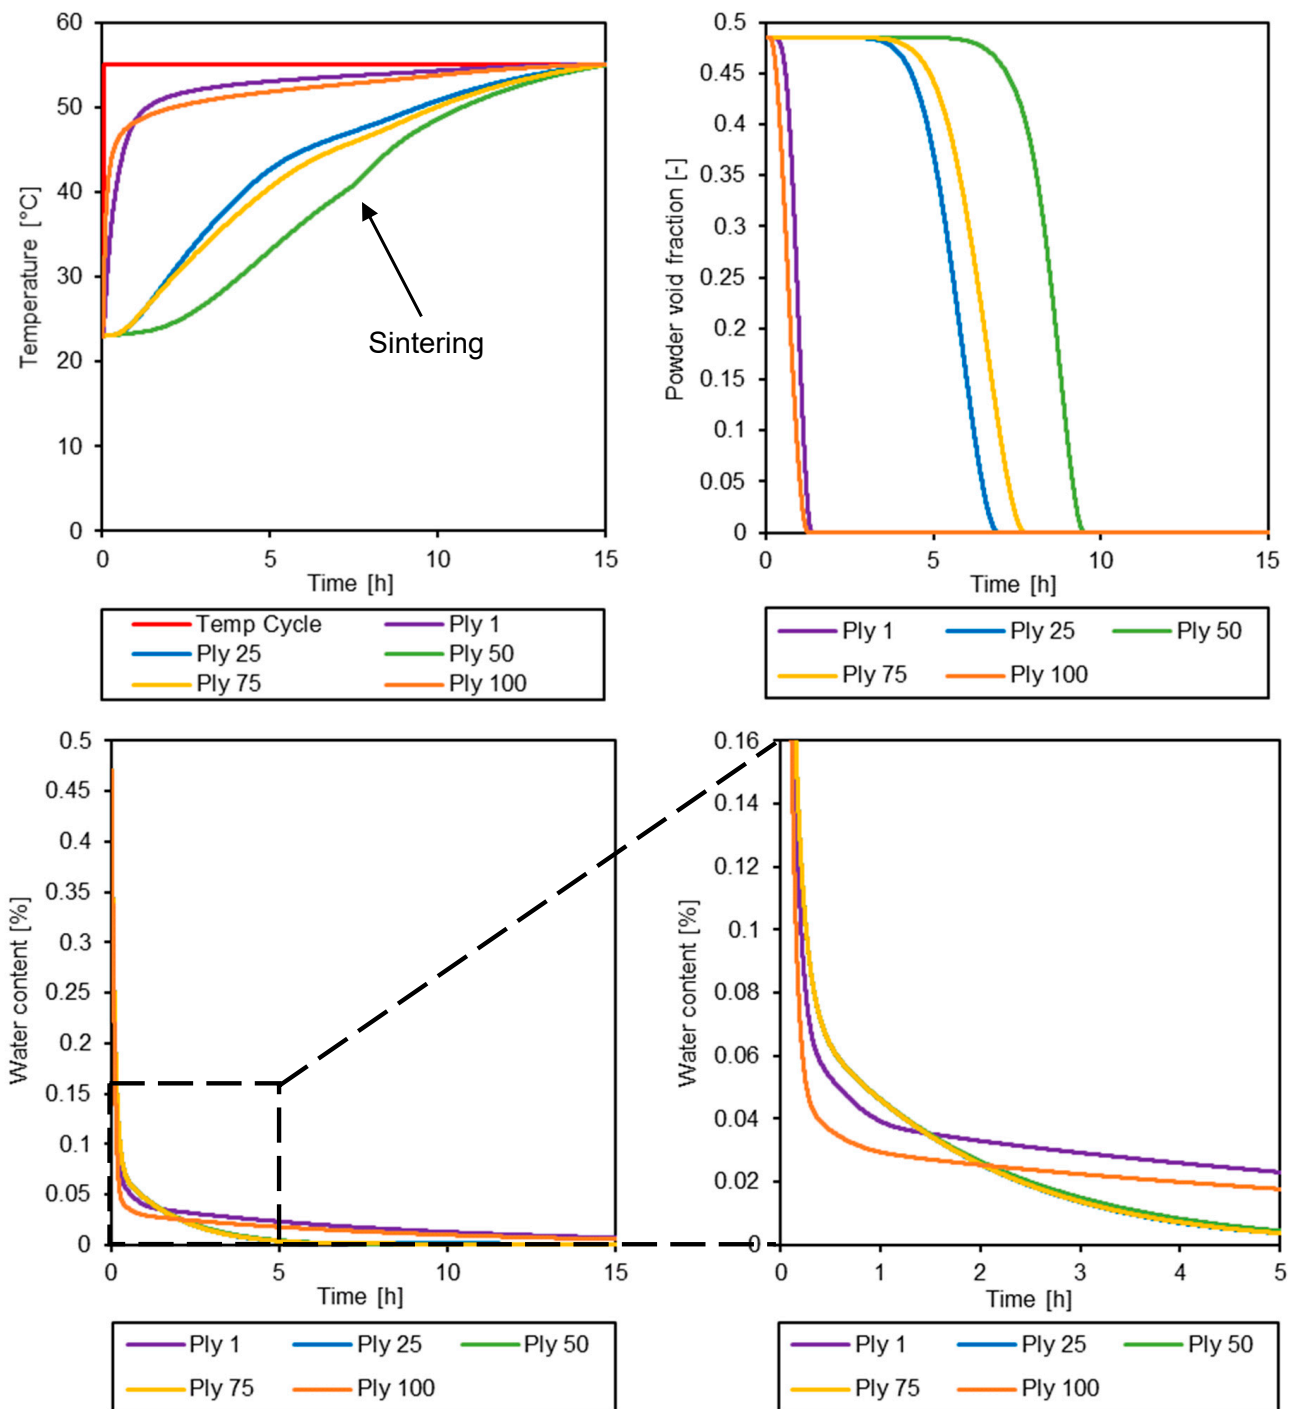 Temperature [°C]
60
50
40
30
20
10
0
0 5 10 15
Time [h]
Sintering
Temp Cycle Ply 1
Ply 25 Ply 50
Ply 75 Ply 100
Powder void fraction [-]
0.5
0.45
0.4
0.35
0.3
0.25
0.2
0.15
0.1
0.05
0
0 5 10 15
Time [h]
Ply 1 Ply 25 Ply 50
Ply 75 Ply 100
Water content [%]
0.5
0.45
0.4
0.35
0.3
0.25
0.2
0.15
0.1
0.05
0
0 5 10 15
Time [h]
Ply 1 Ply 25 Ply 50
Ply 75 Ply 100
Water content [%]
0.16
0.14
0.12
0.1
0.08
0.06
0.04
0.02
0
0 1 2 3 4 5
Time [h]
Ply 1 Ply 25 Ply 50
Ply 75 Ply 100